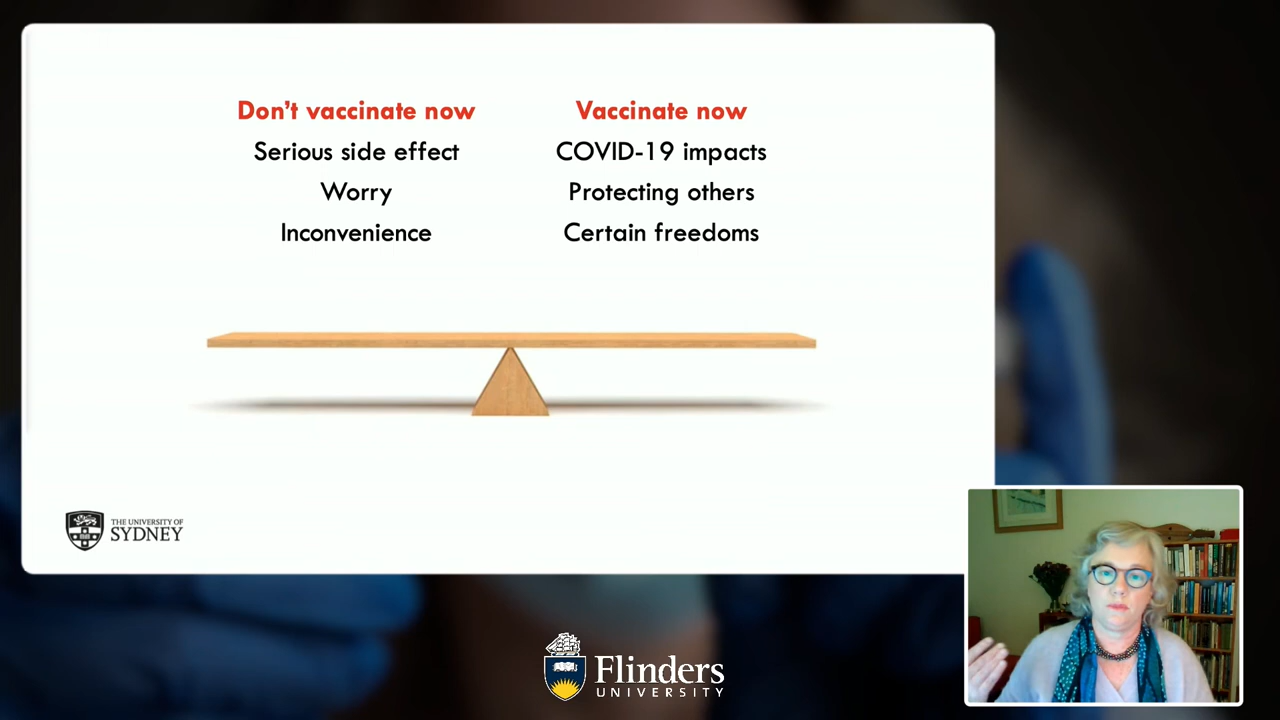 Don't vaccinate now
Serious side effect
Worry
Inconvenience
Vaccinate now
COVID-19 impacts
Protecting others
Certain freedoms
THE UNIVERSITY OF
SYDNEY
Flinders
UNIVERSITY